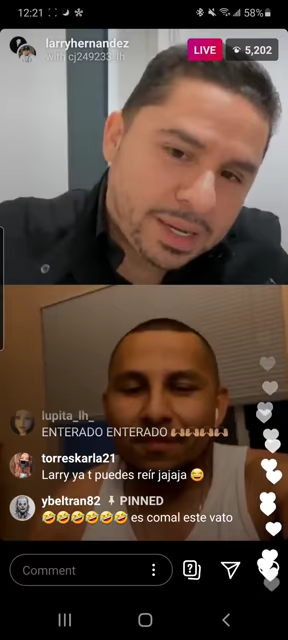 12:21
58%
larryhernandez
LIVE
5,202
with cj249233_lh
lupita_lh_
ENTERADO ENTERADO
torreskarla21
Larry ya t puedes reír jajaja 😅
ybeltran82 PINNED
🤣🤣🤣🤣🤣🤣 es comal este vato
Comment